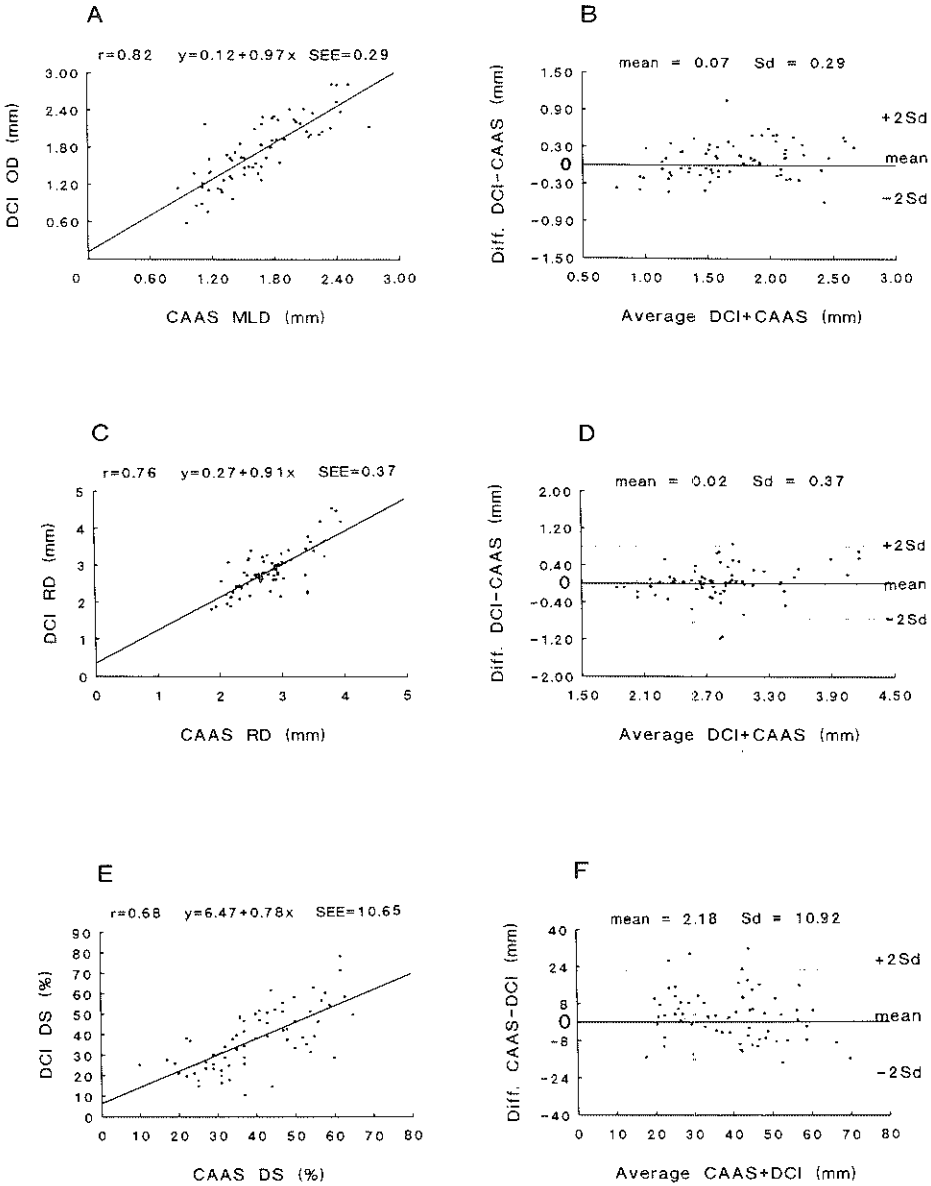 A
r=0.82 y=0.12+0.97x SEE=0.29
DCI OD (mm)
3.00
2.40
1.80
1.20
0.60
0 0.60 1.20 1.80 2.40 3.00
CAAS MLD (mm)
B
mean = 0.07 Sd = 0.29
Diff. DCI-CAAS (mm)
1.50
0.90
0.30
0
-0.30
-0.90
-1.50
+2Sd
mean
-2Sd
0.50 1.00 1.50 2.00 2.50 3.00
Average DCI+CAAS (mm)
C
r=0.76 y=0.27+0.91x SEE=0.37
DCI RD (mm)
5
4
3
2
1
0
0 1 2 3 4 5
CAAS RD (mm)
D
mean = 0.02 Sd = 0.37
Diff. DCI-CAAS (mm)
2.00
1.20
0.40
0
-0.40
-1.20
-2.00
+2Sd
mean
-2Sd
1.50 2.10 2.70 3.30 3.90 4.50
Average DCI+CAAS (mm)
E
r=0.68 y=6.47+0.78x SEE=10.65
DCI DS (%)
90
80
70
60
50
40
30
20
10
0
0 10 20 30 40 50 60 70 80
CAAS DS (%)
F
mean = 2.18 Sd = 10.92
Diff. CAAS-DCI (mm)
40
24
8
0
-8
-24
-40
+2Sd
mean
-2Sd
0 10 20 30 40 50 60 70 80
Average CAAS+DCI (mm)